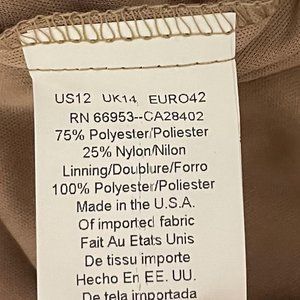 US12 UK14 EURO42
RN 66953--CA28402
75% Polyester/Poliester
25% Nylon/Nilon
Linning/Doublure/Forro
100% Polyester/Poliester
Made in the U.S.A.
Of imported fabric
Fait Au Etats Unis
De tissu importe
Hecho En EE. UU.
De tela importada